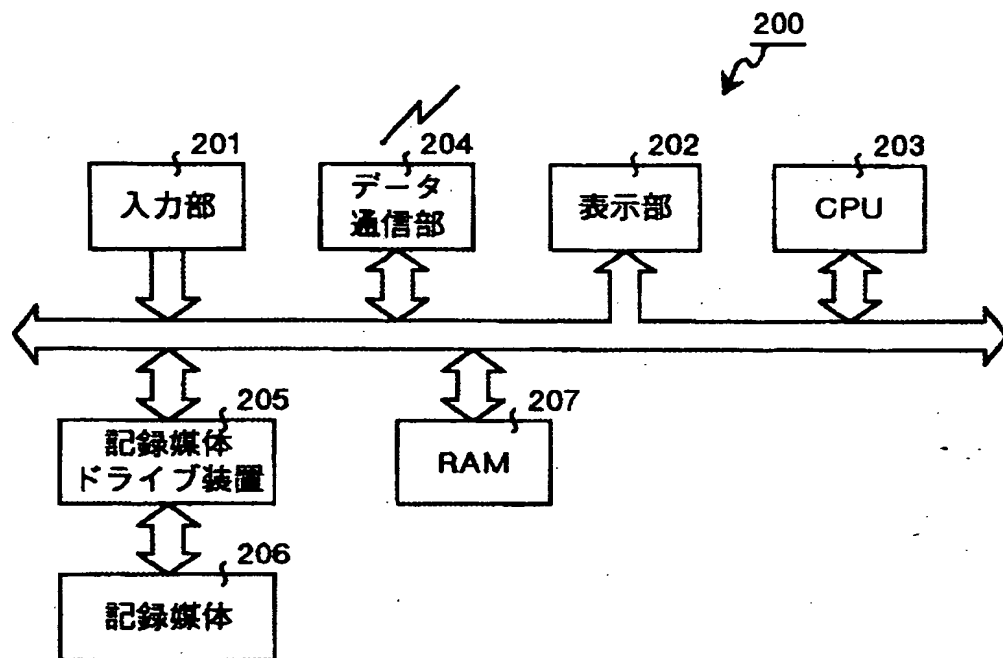 200
201
入力部
204
データ
通信部
202
表示部
203
CPU
205
記録媒体
ドライブ装置
207
RAM
206
記録媒体